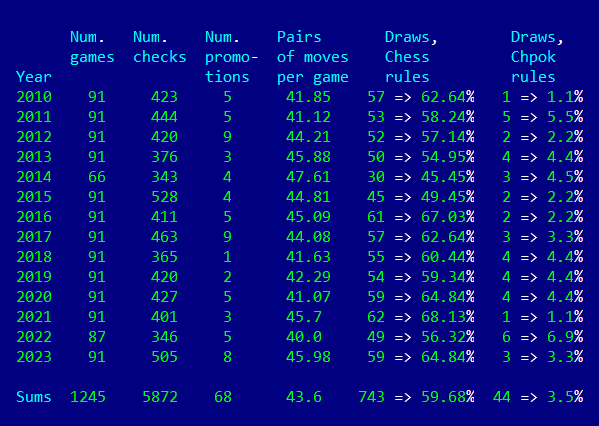 Num. Num. Num. Pairs Draws, Draws,
games checks promo- of moves Chess Chpok
Year tions per game rules rules
2010 91 423 5 41.85 57 => 62.64% 1 => 1.1%
2011 91 444 5 41.12 53 => 58.24% 5 => 5.5%
2012 91 420 9 44.21 52 => 57.14% 2 => 2.2%
2013 91 376 3 45.88 50 => 54.95% 4 => 4.4%
2014 66 343 4 47.61 30 => 45.45% 3 => 4.5%
2015 91 528 4 44.81 45 => 49.45% 2 => 2.2%
2016 91 411 5 45.09 61 => 67.03% 2 => 2.2%
2017 91 463 9 44.08 57 => 62.64% 3 => 3.3%
2018 91 365 1 41.63 55 => 60.44% 4 => 4.4%
2019 91 420 2 42.29 54 => 59.34% 4 => 4.4%
2020 91 427 5 41.07 59 => 64.84% 4 => 4.4%
2021 91 401 3 45.7 62 => 68.13% 1 => 1.1%
2022 87 346 5 40.0 49 => 56.32% 6 => 6.9%
2023 91 505 8 45.98 59 => 64.84% 3 => 3.3%
Sums 1245 5872 68 43.6 743 => 59.68% 44 => 3.5%